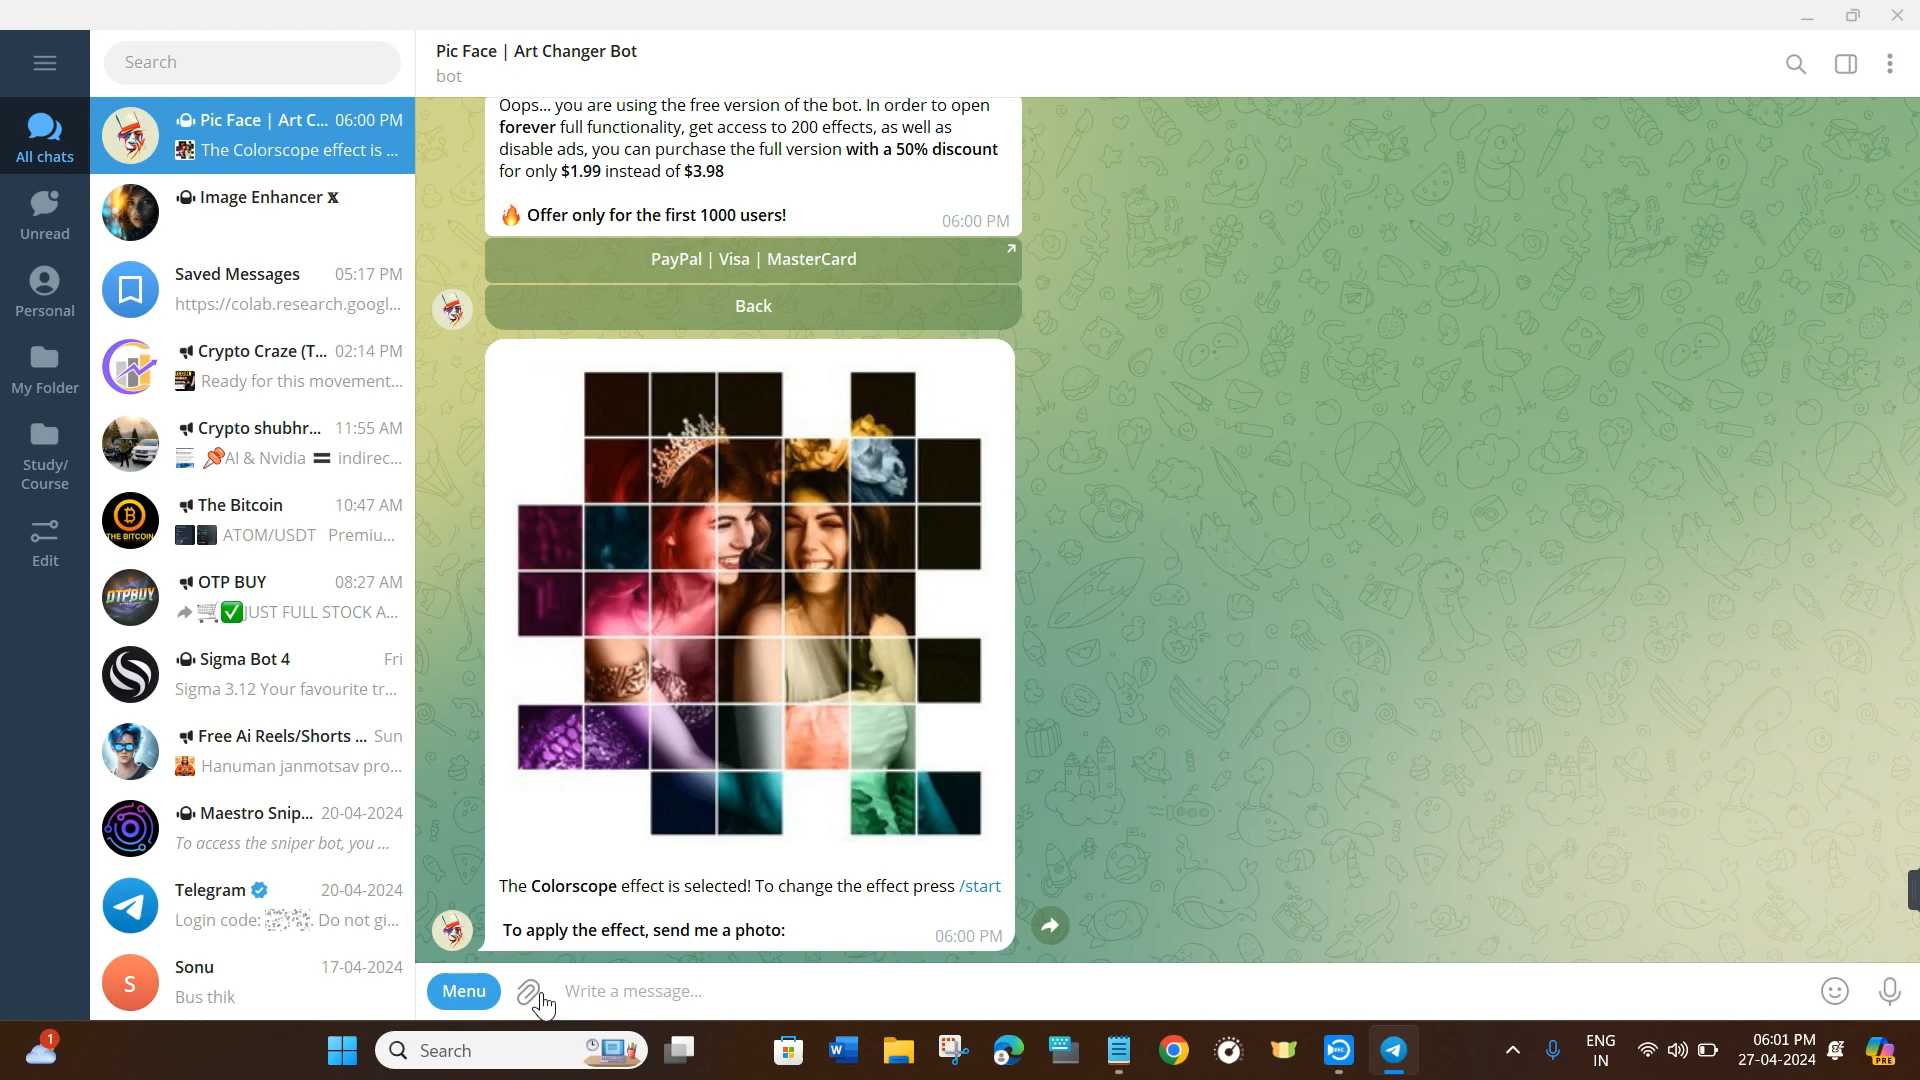 Search
Pic Face | Art Changer Bot
bot
All chats
Unread
Personal
My Folder
Study/
Course
Edit
Pic Face | Art C... 06:00 PM
The Colorscope effect is ...
Image Enhancer X
Saved Messages 05:17 PM
https://colab.research.googl...
Crypto Craze (T... 02:14 PM
Ready for this movement...
Crypto shubhr... 11:55 AM
AI & Nvidia = indirec...
THE BITCOIN
The Bitcoin 10:47 AM
ATOM/USDT Premiu...
OTPBUY
OTP BUY 08:27 AM
JUST FULL STOCK A...
Sigma Bot 4 Fri
Sigma 3.12 Your favourite tr...
Free Ai Reels/Shorts ... Sun
Hanuman janmotsav pro...
Maestro Snip... 20-04-2024
To access the sniper bot, you ...
Telegram 20-04-2024
Login code: Do not gi...
S
Sonu 17-04-2024
Bus thik
Oops... you are using the free version of the bot. In order to open
forever full functionality, get access to 200 effects, as well as
disable ads, you can purchase the full version with a 50% discount
for only $1.99 instead of $3.98
Offer only for the first 1000 users!
06:00 PM
PayPal | Visa | MasterCard
Back
The Colorscope effect is selected! To change the effect press /start
To apply the effect, send me a photo:
06:00 PM
Menu
Write a message...
1
Search
W
ENG
IN
06:01 PM
27-04-2024
PRE